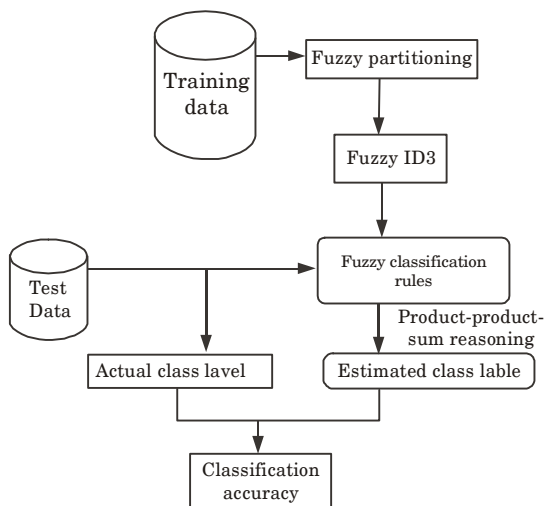 Training
data
Fuzzy partitioning
Fuzzy ID3
Test
Data
Fuzzy classification
rules
Product-product-
sum reasoning
Actual class lavel
Estimated class lable
Classification
accuracy